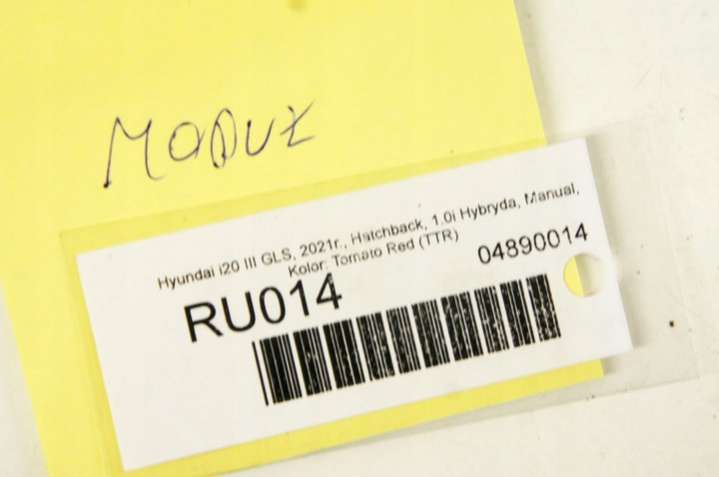 MODUŁ
Hyundai i20 III GLS, 2021r., Hatchback, 1.0i Hybryda, Manual,
Kolor: Tomato Red (TTR)
RU014
04890014